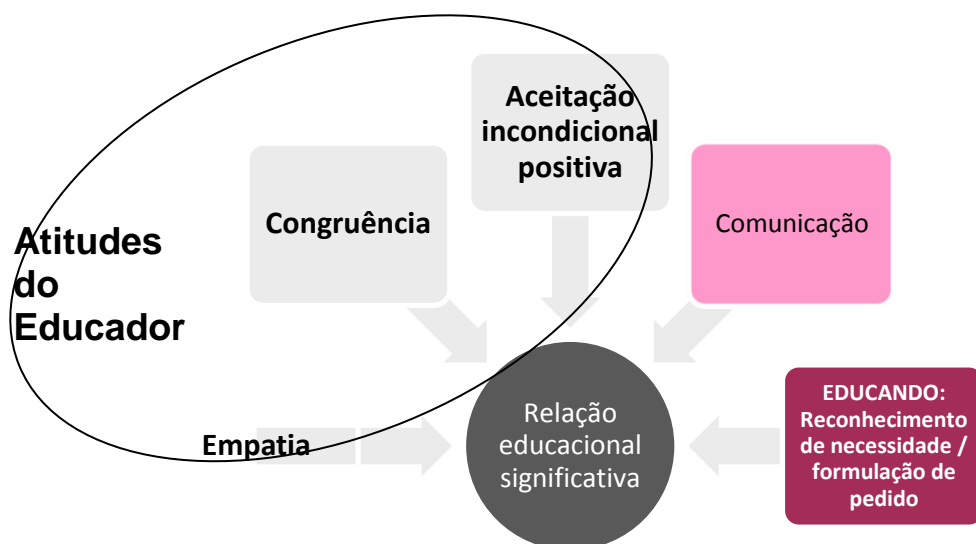 Aceitação
incondicional
positiva
Congruência
Comunicação
Atitudes
do
Educador
Empatia
Relação
educacional
significativa
EDUCANDO:
Reconhecimento
de necessidade /
formulação de
pedido